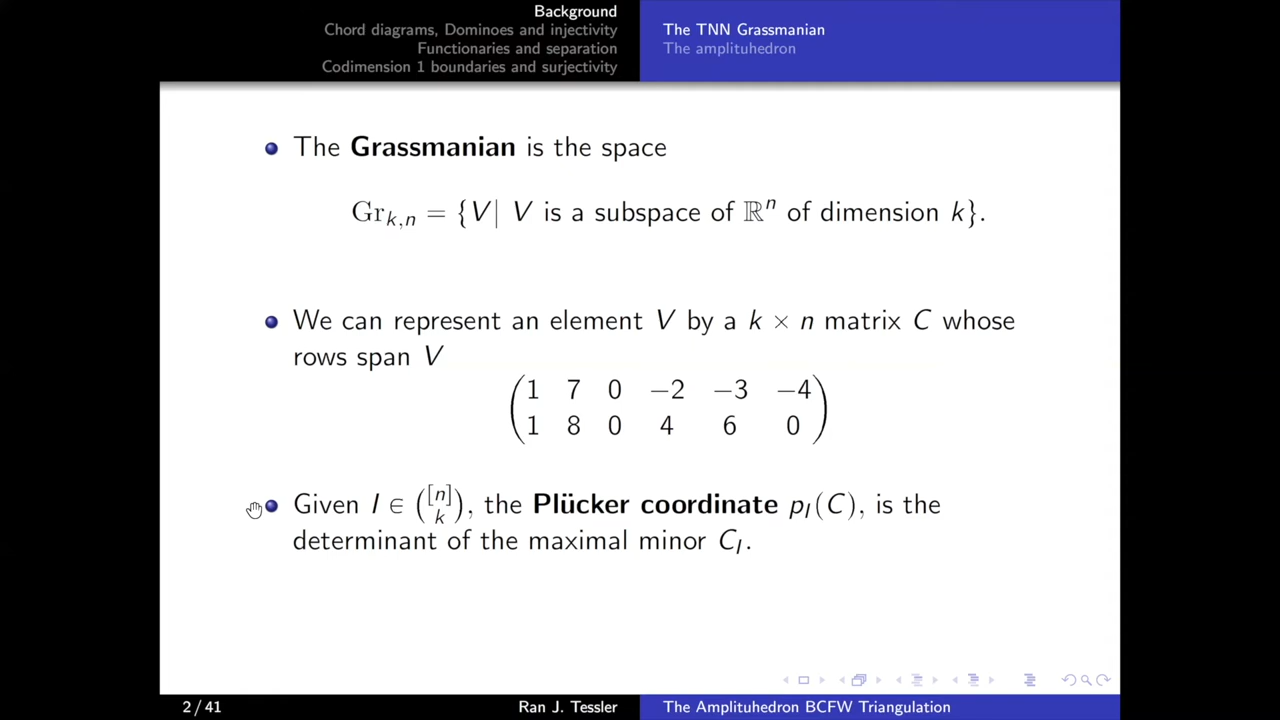 Background
Chord diagrams, Dominoes and injectivity
Functionaries and separation
Codimension 1 boundaries and surjectivity
The TNN Grassmanian
The amplituhedron
The Grassmanian is the space
Gr_{k,n} = {V| V is a subspace of ℝ^n of dimension k}.
We can represent an element V by a k × n matrix C whose
rows span V
1 7 0 −2 −3 −4
1 8 0 4 6 0
Given I ∈ ([n] k), the Plücker coordinate p_I(C), is the
determinant of the maximal minor C_I.
2 / 41
Ran J. Tessler
The Amplituhedron BCFW Triangulation